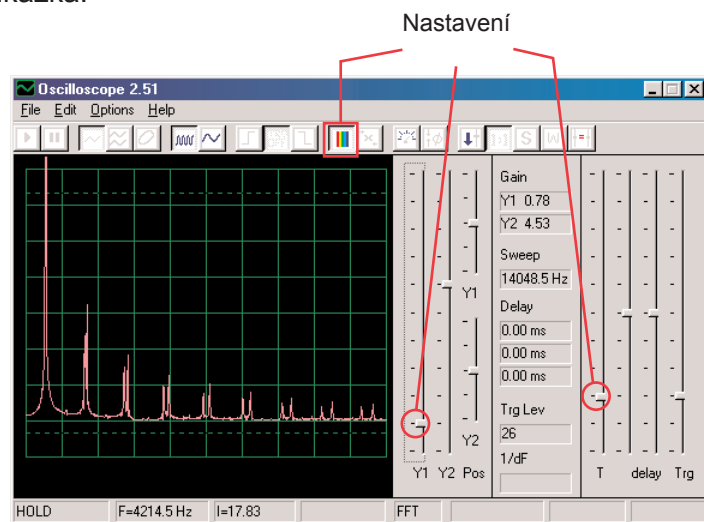 Nastavení
Oscilloscope 2.51
File Edit Options Help
1:1 S W
Gain
Y1 0.78
Y2 4.53
Sweep
14048.5 Hz
Delay
0.00 ms
0.00 ms
0.00 ms
Trg Lev
26
1/dF
Y1
Y2
Y1 Y2 Pos
T delay Trg
HOLD F=4214.5 Hz I=17.83 FFT